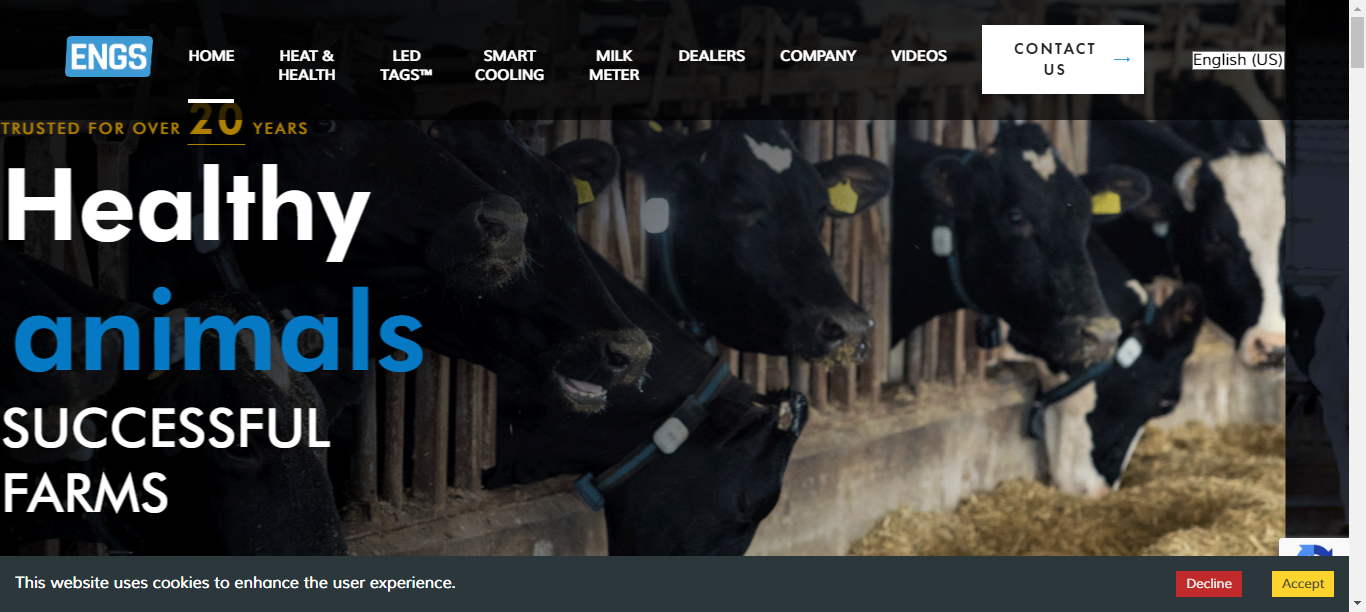 ENGS
HOME
HEAT &
HEALTH
LED
TAGS™
SMART
COOLING
MILK
METER
DEALERS
COMPANY
VIDEOS
CONTACT
US
English (US)
TRUSTED FOR OVER 20 YEARS
Healthy
animals
SUCCESSFUL
FARMS
This website uses cookies to enhance the user experience.
Decline
Accept